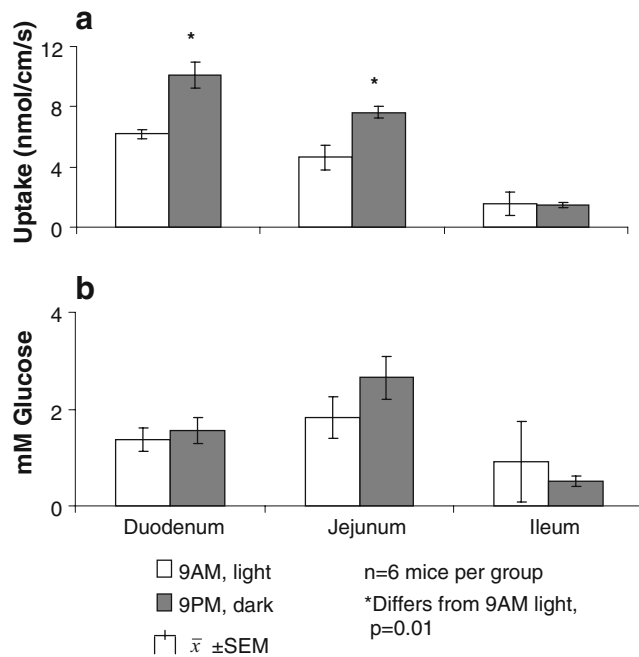 a
Uptake (nmol/cm/s)
12
8
4
0
*
*
b
mM Glucose
4
2
0
Duodenum Jejunum Ileum
9AM, light
9PM, dark
x̅ ±SEM
n=6 mice per group
*Differs from 9AM light,
p=0.01